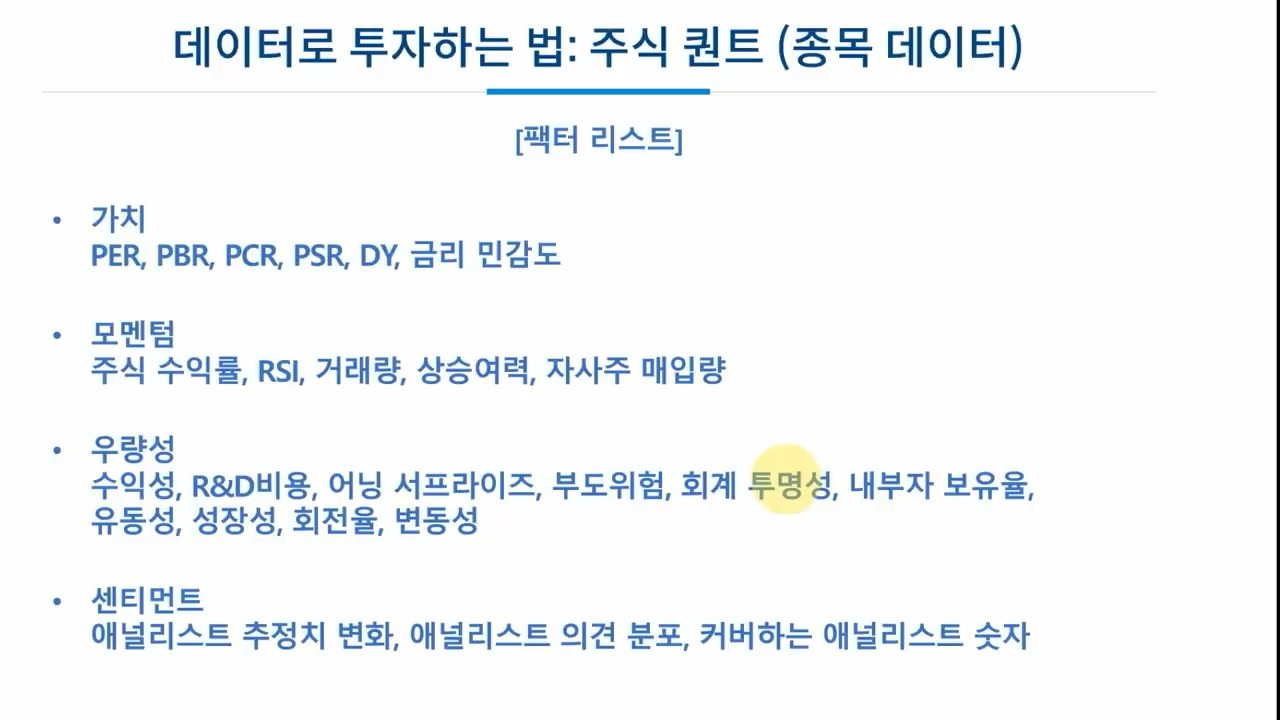 데이터로 투자하는 법: 주식 퀀트 (종목 데이터)
[팩터 리스트]
• 가치
PER, PBR, PCR, PSR, DY, 금리 민감도
• 모멘텀
주식 수익률, RSI, 거래량, 상승여력, 자사주 매입량
• 우량성
수익성, R&D비용, 어닝 서프라이즈, 부도위험, 회계 투명성, 내부자 보유율,
유동성, 성장성, 회전율, 변동성
• 센티먼트
애널리스트 추정치 변화, 애널리스트 의견 분포, 커버하는 애널리스트 숫자